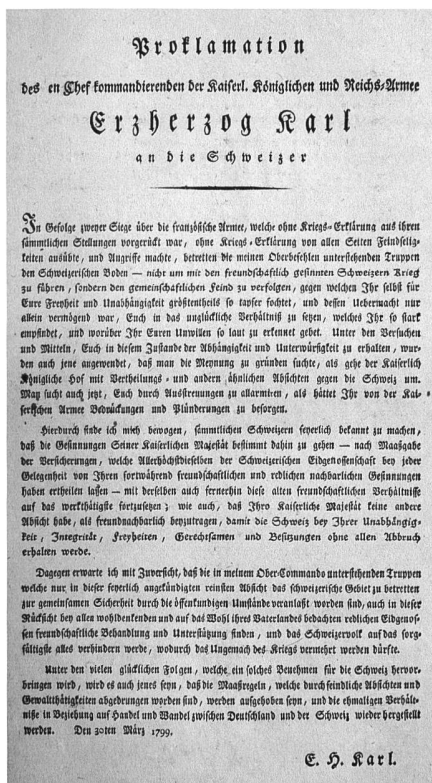 Proklamation
des en Chef kommandierenden der Kaiserl. Königlichen und Reichs-Armee
Erzherzog Karl
an die Schweizer
In Gefolge zweyer Siege über die französische Armee, welche ohne Kriegs-Erklärung aus ihren
sämmtlichen Stellungen vorgerückt war, ohne Kriegs-Erklärung von allen Seiten Feindselig-
keiten ausübte, und Angriffe machte, betretten die meinen Oberbefehlen unterstehenden Truppen
den Schweizerischen Boden — nicht um mit den freundschaftlich gesinnten Schweizern Krieg
zu führen, sondern den gemeinschaftlichen Feind zu verfolgen, gegen welchen Ihr selbst für
Eure Freyheit und Unabhängigkeit größtentheils so tapfer fochtet, und dessen Uebermacht nur
allein vermögend war, Euch in das unglückliche Verhältniß zu setzen, welches Ihr so stark
empfindet, und worüber Ihr Euren Unwillen so laut zu erkennet gebet. Unter den Versuchen
und Mitteln, Euch in diesem Zustande der Abhängigkeit und Unterwürfigkeit zu erhalten, wur-
den auch jene angewendet, daß man die Meynung zu gründen suchte, als gehe der Kaiserlich
Königliche Hof mit Vertheilungs- und andern ähnlichen Absichten gegen die Schweiz um.
May sucht auch jetzt, Euch durch Ausstreuungen zu allarmiren, als hättet Ihr von der Kai-
serlichen Armee Bedrückungen und Plünderungen zu besorgen.
Hierdurch finde ich mich bewogen, sämmtlichen Schweizern feyerlich bekannt zu machen,
daß die Gesinnungen Seiner Kaiserlichen Majestät bestimmt dahin zu gehen — nach Maaßgabe
der Versicherungen, welche Allerhöchstdieselben der Schweizerischen Eidgenossenschaft bey jeder
Gelegenheit von Ihren fortwährend freundschaftlichen und redlichen nachbarlichen Gesinnungen
haben ertheilen lassen — mit derselben auch fernerhin diese alten freundschaftlichen Verhältnisse
auf das werkthätigste fortzusetzen; wie auch, daß Ihro Kaiserliche Majestät keine andere
Absicht habe, als freundnachbarlich beyzutragen, damit die Schweiz bey Ihrer Unabhängig-
keit, Integrität, Freyheiten, Gerechtsamen und Besitzungen ohne allen Abbruch
erhalten werde.
Dagegen erwarte ich mit Zuversicht, daß die in meinem Ober-Commando unterstehenden Truppen
welche nur in dieser feyerlich angekündigten reinsten Absicht das schweizerische Gebiet zu betretten
zur gemeinsamen Sicherheit durch die öffenkundigen Umstände veranlaßt worden sind, auch in dieser
Rücksicht bey allen wohldenkenden und auf das Wohl ihres Vaterlandes bedachten redlichen Eidgenos-
sen freundschaftliche Behandlung und Unterstützung finden, und das Schweizervolk auf das sorg-
fältigste alles verhindern werde, wodurch das Ungemach des Kriegs vermehrt werden dürfte.
Unter den vielen glücklichen Folgen, welche ein solches Benehmen für die Schweiz hervor-
bringen wird, wird es auch jenes seyn, daß die Maaßregeln, welche durch feindliche Absichten und
Gewaltthätigkeiten abgedrungen worden sind, werden aufgehoben seyn, und die ehmaligen Verhält-
niße in Beziehung auf Handel und Wandel zwischen Deutschland und der Schweiz wieder hergestellt
werden. Den 30ten März 1799.
E. H. Karl.